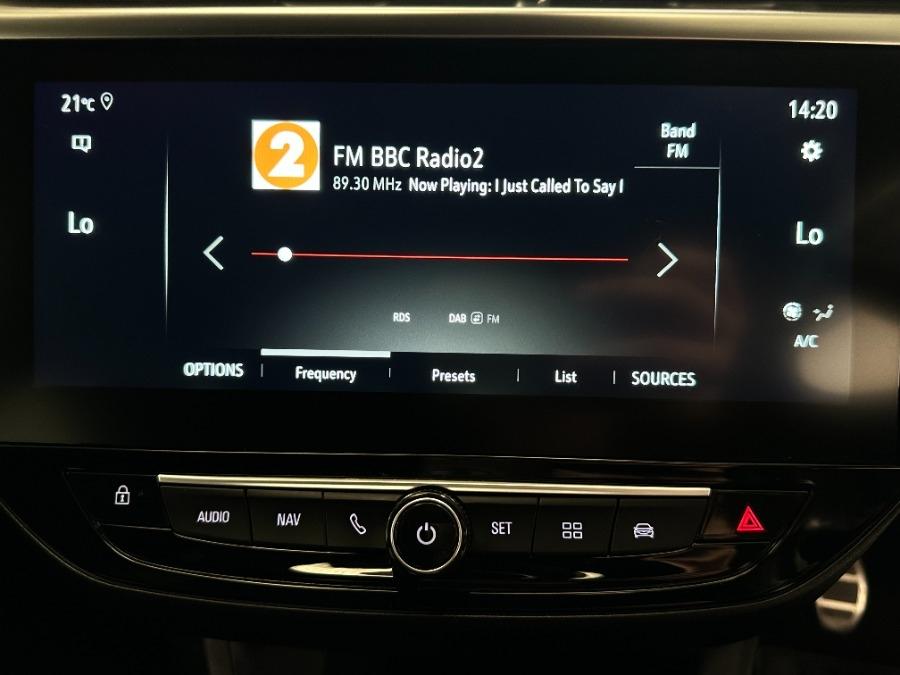 21°C
14:20
2
FM BBC Radio2
89.30 MHz Now Playing: I Just Called To Say I
Band
FM
Lo
Lo
RDS
DAB FM
A/C
OPTIONS
Frequency
Presets
List
SOURCES
AUDIO
NAV
SET